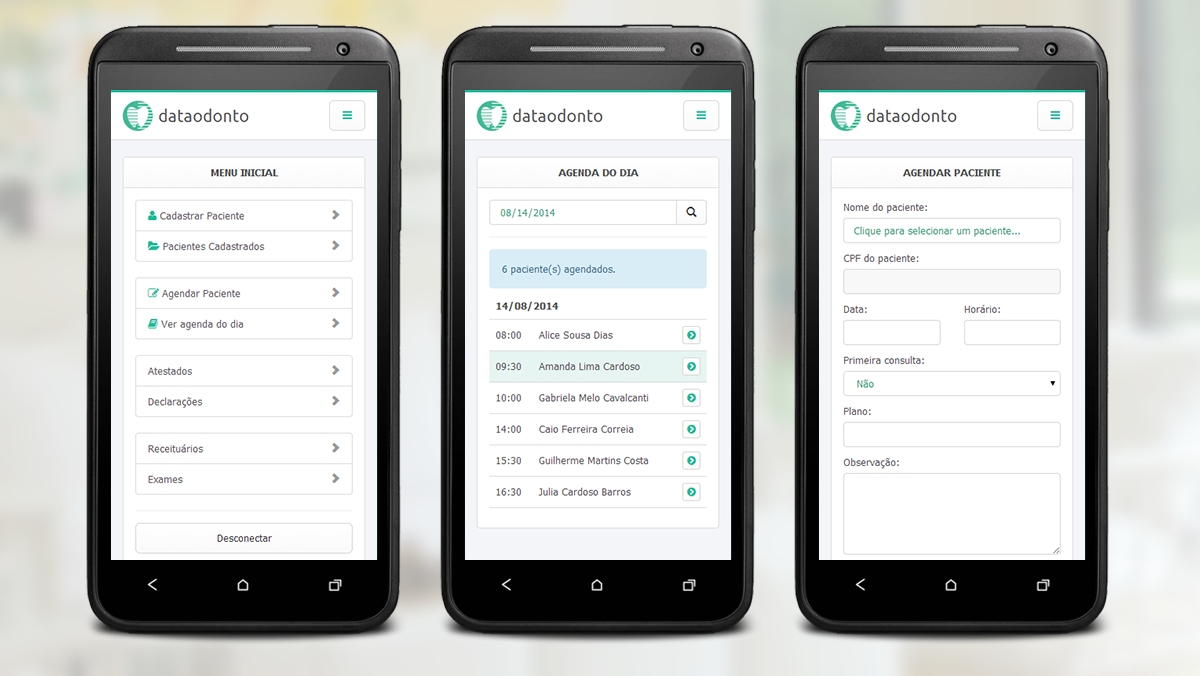 dataodonto
MENU INICIAL
Cadastrar Paciente
Pacientes Cadastrados
Agendar Paciente
Ver agenda do dia
Atestados
Declarações
Receituários
Exames
Desconectar
dataodonto
AGENDA DO DIA
08/14/2014
6 paciente(s) agendados.
14/08/2014
08:00 Alice Sousa Dias
09:30 Amanda Lima Cardoso
10:00 Gabriela Melo Cavalcanti
14:00 Caio Ferreira Correia
15:30 Guilherme Martins Costa
16:30 Julia Cardoso Barros
dataodonto
AGENDAR PACIENTE
Nome do paciente:
Clique para selecionar um paciente...
CPF do paciente:
Data: Horário:
Primeira consulta:
Não
Plano:
Observação: